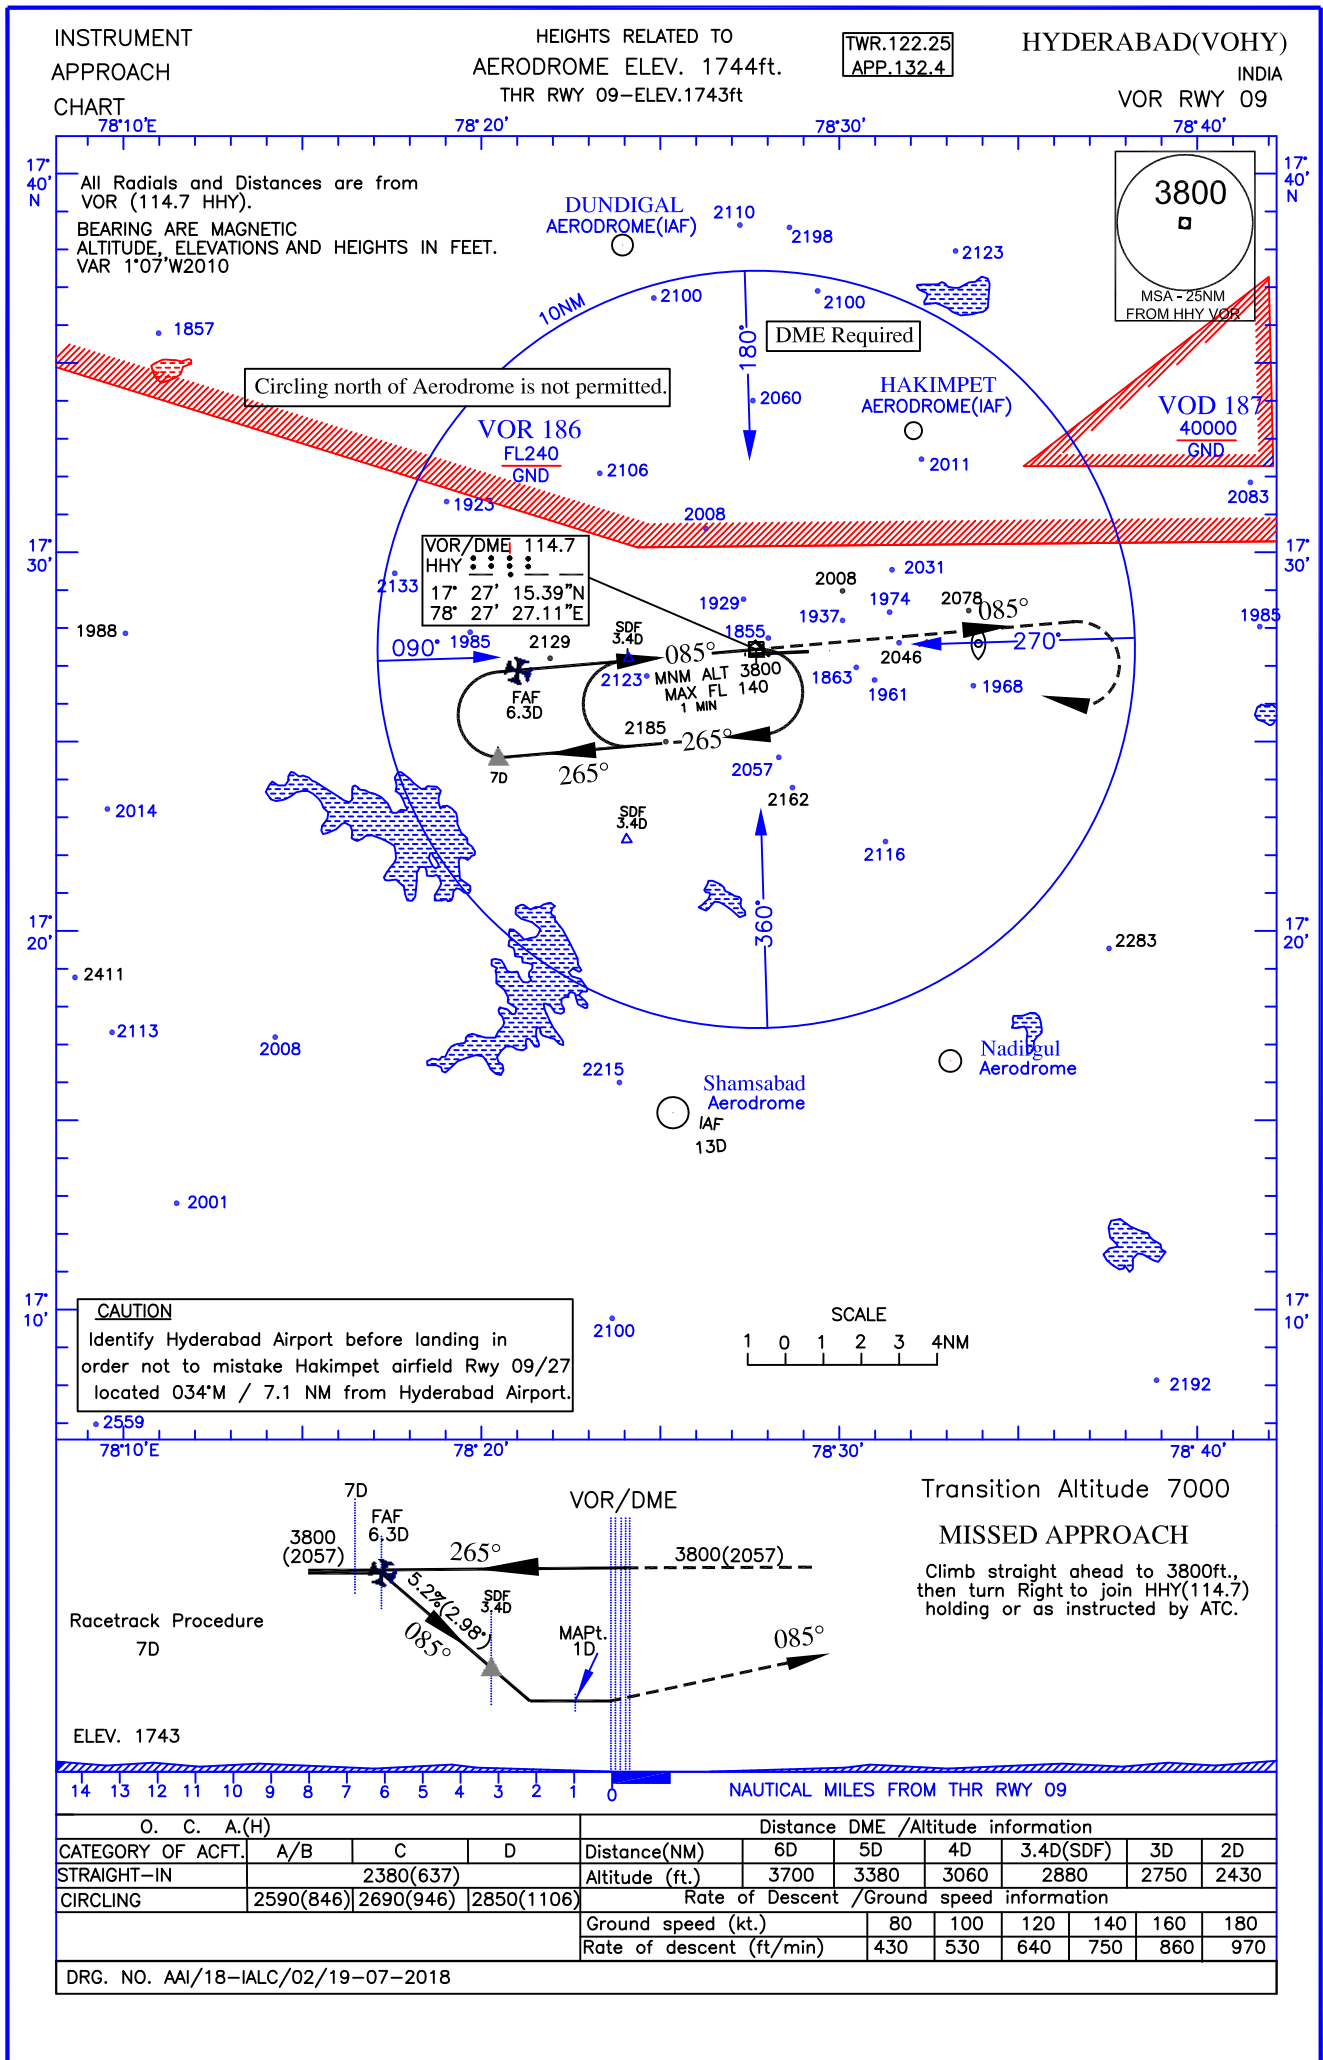 INSTRUMENT
APPROACH
CHART
HEIGHTS RELATED TO
AERODROME ELEV. 1744ft.
THR RWY 09-ELEV.1743ft
TWR.122.25
APP.132.4
HYDERABAD(VOHY)
INDIA
VOR RWY 09
78°10'E
78°20'
78°30'
78°40'
17°
40'
N
17°
40'
N
All Radials and Distances are from
VOR (114.7 HHY).
BEARING ARE MAGNETIC
ALTITUDE, ELEVATIONS AND HEIGHTS IN FEET.
VAR 1°07'W2010
DUNDIGAL
AERODROME(IAF)
2110
2198
2123
3800
MSA - 25NM
FROM HHY VOR
1857
10NM
2100
2100
180°
DME Required
Circling north of Aerodrome is not permitted.
2060
HAKIMPET
AERODROME(IAF)
VOR 186
FL240
GND
VOD 187
40000
GND
2106
2011
2083
1923
2008
17°
30'
17°
30'
VOR/DME 114.7
HHY
17° 27' 15.39"N
78° 27' 27.11"E
2133
2008
2031
1929
1937
1974
2078
085°
1985
1988
1985
2129
SDF
3.4D
1855
090°
085°
2046
270°
2123
MNM ALT 3800
MAX FL 140
1 MIN
1863
1961
1968
FAF
6.3D
2185
265°
265°
7D
2057
2162
2014
SDF
3.4D
2116
17°
20'
17°
20'
360°
2283
2411
2113
2008
2215
Nadirgul
Aerodrome
Shamsabad
Aerodrome
IAF
13D
2001
17°
10'
17°
10'
CAUTION
Identify Hyderabad Airport before landing in
order not to mistake Hakimpet airfield Rwy 09/27
located 034°M / 7.1 NM from Hyderabad Airport.
2100
SCALE
1 0 1 2 3 4NM
2192
2559
78°10'E
78°20'
78°30'
78°40'
7D
FAF
6.3D
VOR/DME
Transition Altitude 7000
3800
(2057)
265°
3800(2057)
MISSED APPROACH
Climb straight ahead to 3800ft.,
then turn Right to join HHY(114.7)
holding or as instructed by ATC.
5.2%(2.98°)
SDF
3.4D
085°
Racetrack Procedure
7D
MAPt.
1D
085°
ELEV. 1743
14 13 12 11 10 9 8 7 6 5 4 3 2 1 0
NAUTICAL MILES FROM THR RWY 09
O. C. A.(H)
Distance DME /Altitude information
CATEGORY OF ACFT. A/B C D
Distance(NM) 6D 5D 4D 3.4D(SDF) 3D 2D
STRAIGHT-IN 2380(637)
Altitude (ft.) 3700 3380 3060 2880 2750 2430
CIRCLING 2590(846) 2690(946) 2850(1106)
Rate of Descent /Ground speed information
Ground speed (kt.) 80 100 120 140 160 180
Rate of descent (ft/min) 430 530 640 750 860 970
DRG. NO. AAI/18-IALC/02/19-07-2018